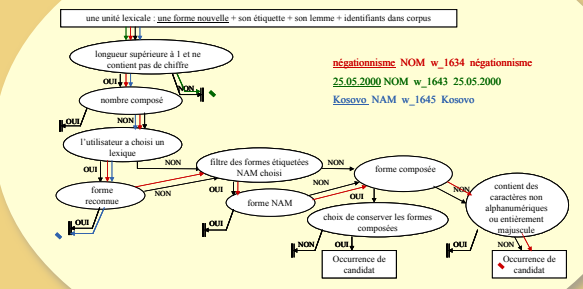 une unité lexicale : une forme nouvelle + son étiquette + son lemme + identifiants dans corpus
longueur supérieure à 1 et ne
contient pas de chiffre
négationnisme NOM w_1634 négationnisme
25.05.2000 NOM w_1643 25.05.2000
Kosovo NAM w_1645 Kosovo
OUI
NON
nombre composé
OUI
NON
l'utilisateur a choisi un
lexique
NON
OUI
filtre des formes étiquetées
NAM choisi
NON
forme composée
forme
reconnue
NON
OUI
forme NAM
NON
OUI
NON
contient des
caractères non
alphanumériques
ou entièrement
majuscule
OUI
OUI
choix de conserver les formes
composées
NON
OUI
OUI
NON
Occurrence de
candidat
Occurrence de
candidat